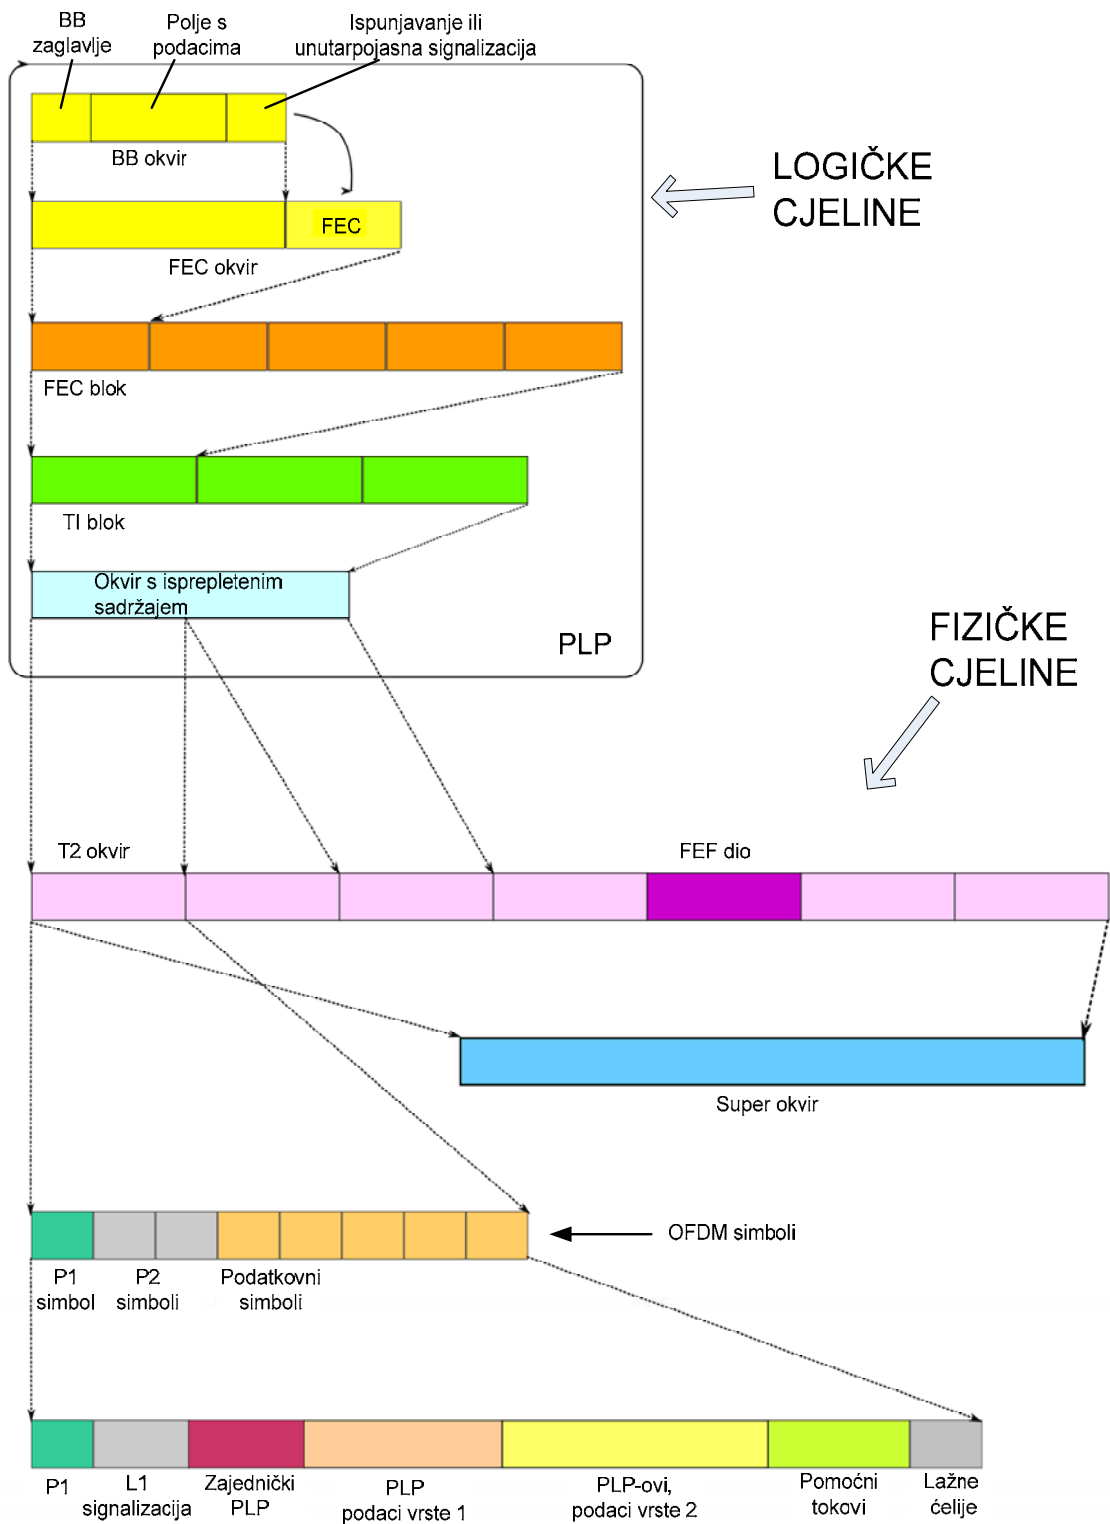 BB
zaglavlje
Polje s
podacima
Ispunjavanje ili
unutarpojasna signalizacija
BB okvir
LOGIČKE
CJELINE
FEC
FEC okvir
FEC blok
TI blok
Okvir s isprepletenim
sadržajem
PLP
FIZIČKE
CJELINE
T2 okvir
FEF dio
Super okvir
OFDM simboli
P1
simbol
P2
simboli
Podatkovni
simboli
P1
L1
signalizacija
Zajednički
PLP
PLP
podaci vrste 1
PLP-ovi,
podaci vrste 2
Pomoćni
tokovi
Lažne
ćelije